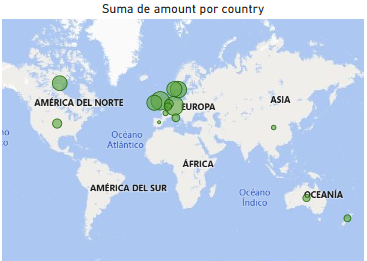 Suma de amount por country
AMÉRICA DEL NORTE
EUROPA
ASIA
Océano
Atlántico
ÁFRICA
AMÉRICA DEL SUR
Océano
Índico
OCEANÍA